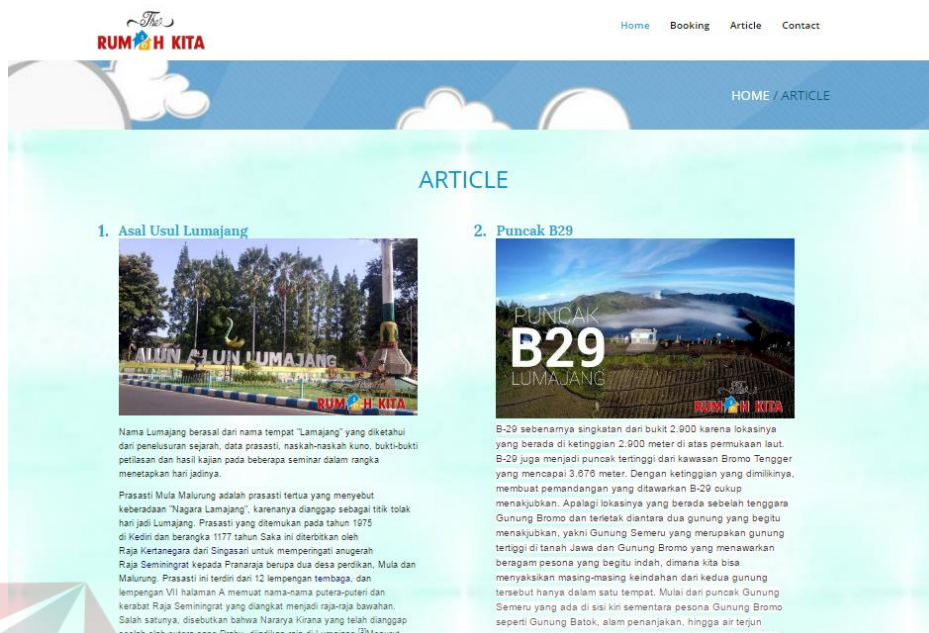 The
RUMAH KITA
Home Booking Article Contact
HOME / ARTICLE
ARTICLE
1. Asal Usul Lumajang
ALUN ALUN LUMAJANG
The
RUMAH KITA
Nama Lumajang berasal dari nama tempat "Lamajang" yang diketahui
dari penelusuran sejarah, data prasasti, naskah-naskah kuno, bukti-bukti
petilasan dan hasil kajian pada beberapa seminar dalam rangka
menetapkan hari jadinya.
Prasasti Mula Malurung adalah prasasti tertua yang menyebut
keberadaan "Nagara Lamajang", karenanya dianggap sebagai titik tolak
hari jadi Lumajang. Prasasti yang ditemukan pada tahun 1975
di Kediri dan berangka 1177 tahun Saka ini diterbitkan oleh
Raja Kertanegara dari Singasari untuk memperingati anugerah
Raja Seminingrat kepada Pranaraja berupa dua desa perdikan, Mula dan
Malurung. Prasasti ini terdiri dari 12 lempengan tembaga, dan
lempengan VII halaman A memuat nama-nama putera-puteri dan
kerabat Raja Seminingrat yang diangkat menjadi raja-raja bawahan.
Salah satunya, disebutkan bahwa Nararya Kirana yang telah dianggap
2. Puncak B29
PUNCAK
B29
LUMAJANG
The
RUMAH KITA
B-29 sebenarnya singkatan dari bukit 2.900 karena lokasinya
yang berada di ketinggian 2.900 meter di atas permukaan laut.
B-29 juga menjadi puncak tertinggi dari kawasan Bromo Tengger
yang mencapai 3.676 meter. Dengan ketinggian yang dimilikinya,
membuat pemandangan yang ditawarkan B-29 cukup
menakjubkan. Apalagi lokasinya yang berada sebelah tenggara
Gunung Bromo dan terletak diantara dua gunung yang begitu
menakjubkan, yakni Gunung Semeru yang merupakan gunung
tertiggi di tanah Jawa dan Gunung Bromo yang menawarkan
beragam pesona yang begitu indah, dimana kita bisa
menyaksikan masing-masing keindahan dari kedua gunung
tersebut hanya dalam satu tempat. Mulai dari puncak Gunung
Semeru yang ada di sisi kiri sementara pesona Gunung Bromo
seperti Gunung Batok, alam penanjakan, hingga air terjun